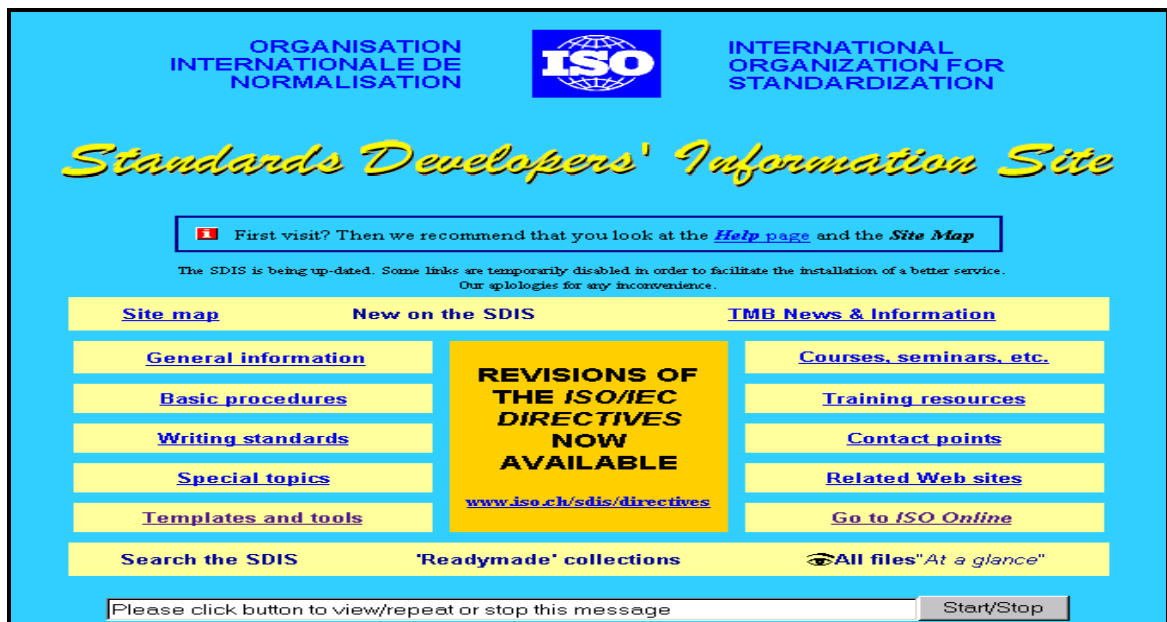 ORGANISATION
INTERNATIONALE DE
NORMALISATION
ISO
INTERNATIONAL
ORGANIZATION FOR
STANDARDIZATION
Standards Developers' Information Site
i First visit? Then we recommend that you look at the Help page and the Site Map
The SDIS is being up-dated. Some links are temporarily disabled in order to facilitate the installation of a better service.
Our aplologies for any inconvenience.
Site map New on the SDIS TMB News & Information
General information
Basic procedures
Writing standards
Special topics
Templates and tools
REVISIONS OF
THE ISO/IEC
DIRECTIVES
NOW
AVAILABLE
www.iso.ch/sdis/directives
Courses, seminars, etc.
Training resources
Contact points
Related Web sites
Go to ISO Online
Search the SDIS 'Readymade' collections All files"At a glance"
Please click button to view/repeat or stop this message Start/Stop